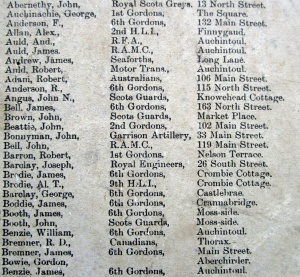 Abernethy, John, Royal Scots Greys, 13 North Street.
Auchinachie, George, 1st Gordons, The Square.
Anderson, F., 6th Gordons, 132 Main Street.
Allan, Alex., 2nd H.L.I., Finnygaud.
Auld, And., R.F.A., Auchintoul.
Auld, James. R.A.M.C., Auchintoul.
Andrew, James, Seaforths, Long Lane.
Auld, Robert, Motor Trans., Auchintoul.
Adam, Robert, Australians, 106 Main Street.
Anderson, R., 6th Gordons, 115 North Street.
Angus, John N., Scots Guards, Knowehead Cottage.
Bell, James. 6th Gordons, 163 North Street.
Brown, John, Scots Guards, Market Place.
Beattie, John, 2nd Gordons, 102 Main Street.
Bonnyman, John, Garrison Artillery, 33 Main Street.
Bell, John, R.A.M.C., 119 Main Street.
Barron, Robert, 1st Gordons, Nelson Terrace.
Barclay, Joseph, Royal Engineers, 26 South Street.
Brodie, James, 6th Gordons, Crombie Cottage.
Brodie, Al. T., 9th H.L.I., Crombie Cottage.
Barclay, George, 6th Gordons, Castlebrae.
Boddie, James, 6th Gordons, Crannabridge.
Booth, James, 6th Gordons, Moss-side.
Booth, John, Scots Guards, Moss-side.
Benzie, William, 6th Gordons, Auchintoul.
Bremner, R. D., Canadians, Thorax.
Bremner, James, 6th Gordons, Main Street.
Bowie, Gordon, Aberchirder.
Benzie, James, 6th Gordons, Auchintoul.